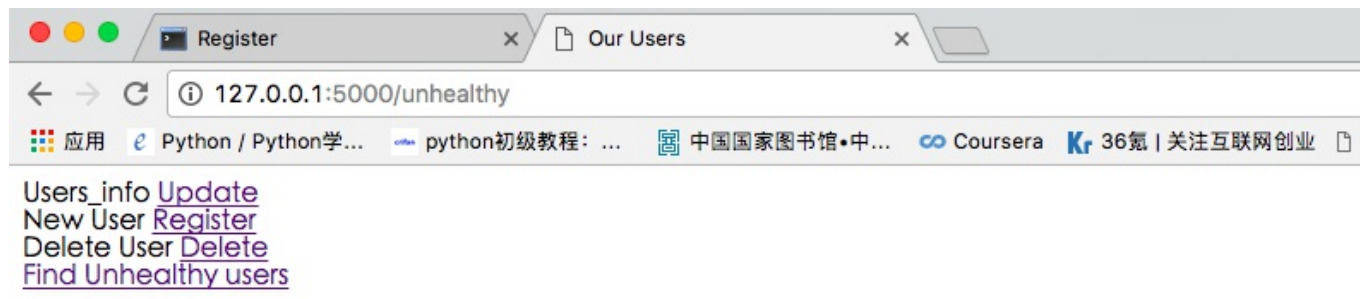 Register
Our Users
127.0.0.1:5000/unhealthy
应用 Python / Python学... python初级教程：... 中国国家图书馆•中... Coursera Kr 36氪 | 关注互联网创业
Users_info Update
New User Register
Delete User Delete
Find Unhealthy users